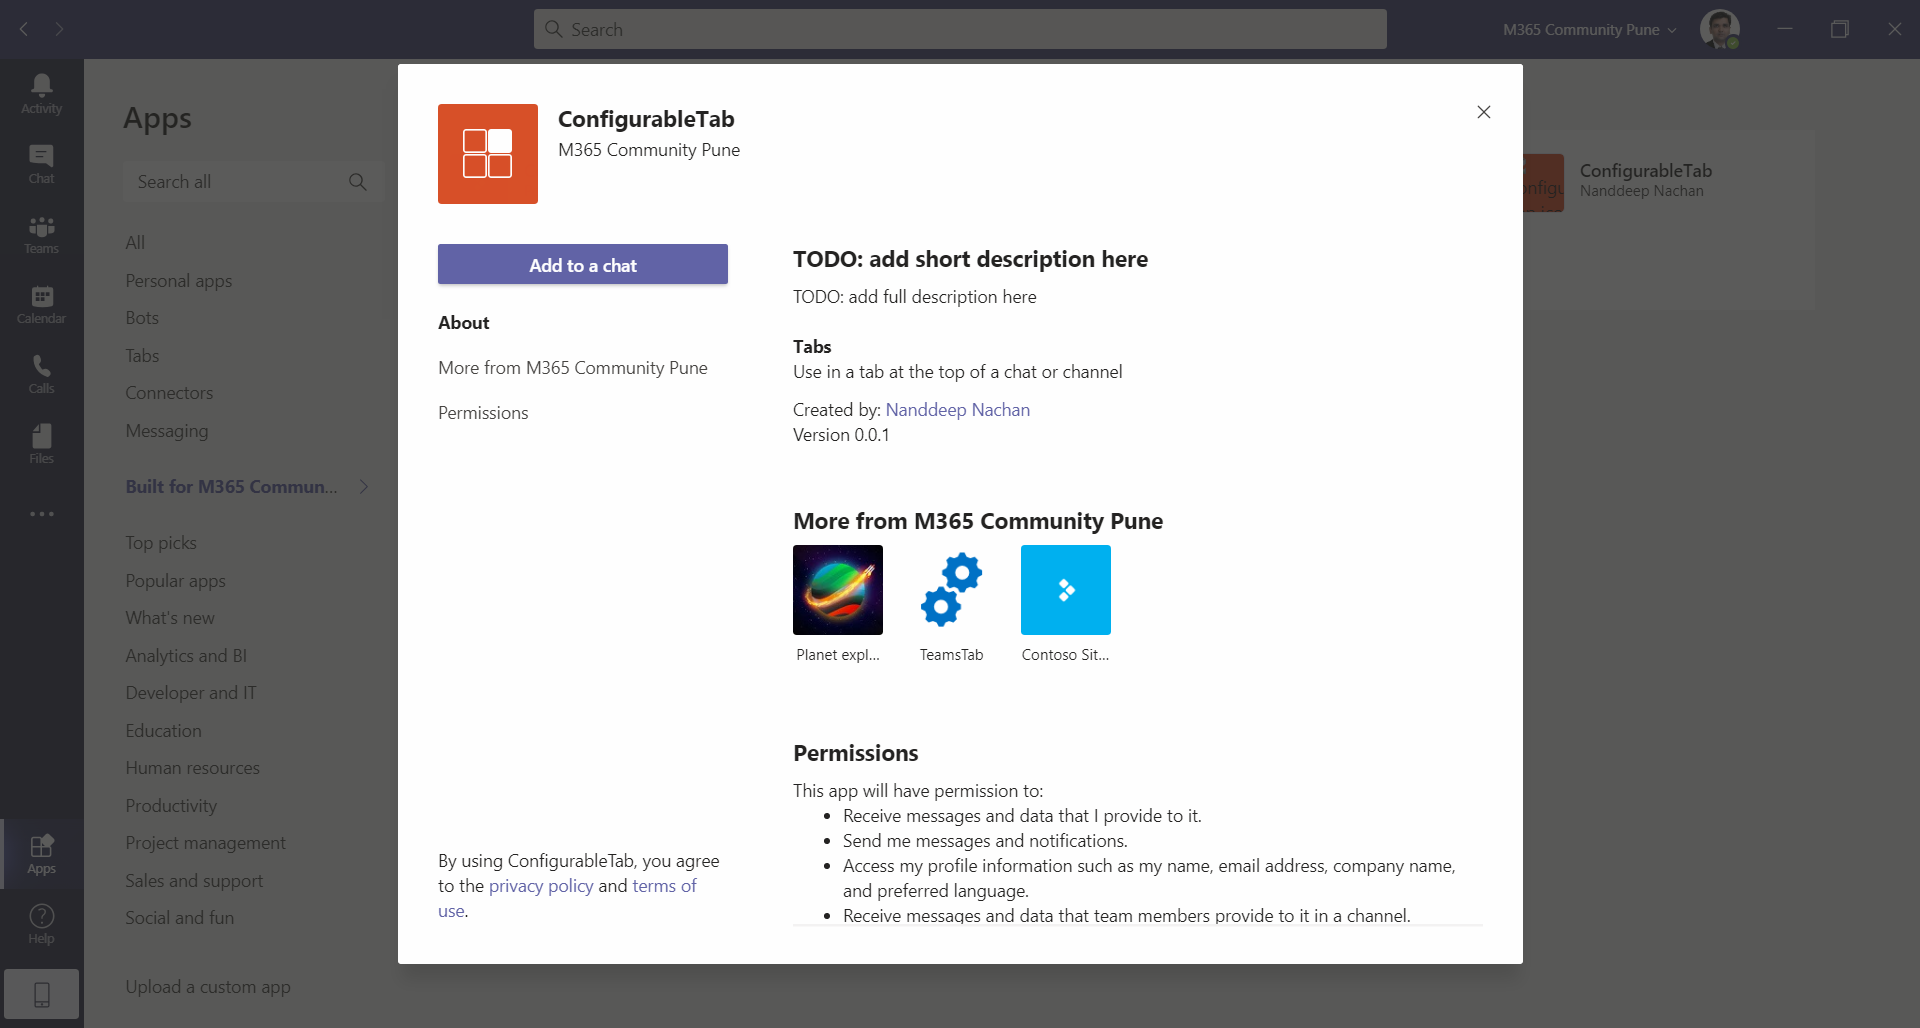 Search
M365 Community Pune
Activity
Chat
Teams
Calendar
Calls
Files
Apps
Help
Apps
Search all
All
Personal apps
Bots
Tabs
Connectors
Messaging
Built for M365 Commun...
Top picks
Popular apps
What's new
Analytics and BI
Developer and IT
Education
Human resources
Productivity
Project management
Sales and support
Social and fun
Upload a custom app
ConfigurableTab
M365 Community Pune
Add to a chat
About
More from M365 Community Pune
Permissions
By using ConfigurableTab, you agree
to the privacy policy and terms of
use.
TODO: add short description here
TODO: add full description here
Tabs
Use in a tab at the top of a chat or channel
Created by: Nanddeep Nachan
Version 0.0.1
More from M365 Community Pune
Planet expl...
TeamsTab
Contoso Sit...
Permissions
This app will have permission to:
• Receive messages and data that I provide to it.
• Send me messages and notifications.
• Access my profile information such as my name, email address, company name,
and preferred language.
• Receive messages and data that team members provide to it in a channel.
ConfigurableTab
Nanddeep Nachan